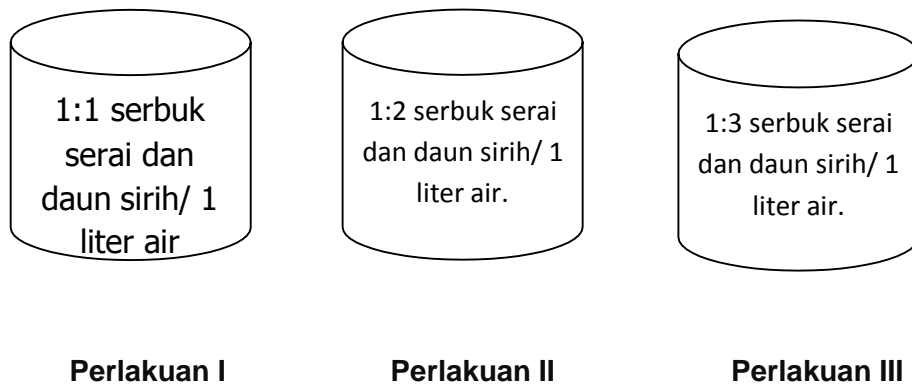 1:1 serbuk
serai dan
daun sirih/ 1
liter air
1:2 serbuk serai
dan daun sirih/ 1
liter air.
1:3 serbuk serai
dan daun sirih/ 1
liter air.
Perlakuan I
Perlakuan II
Perlakuan III